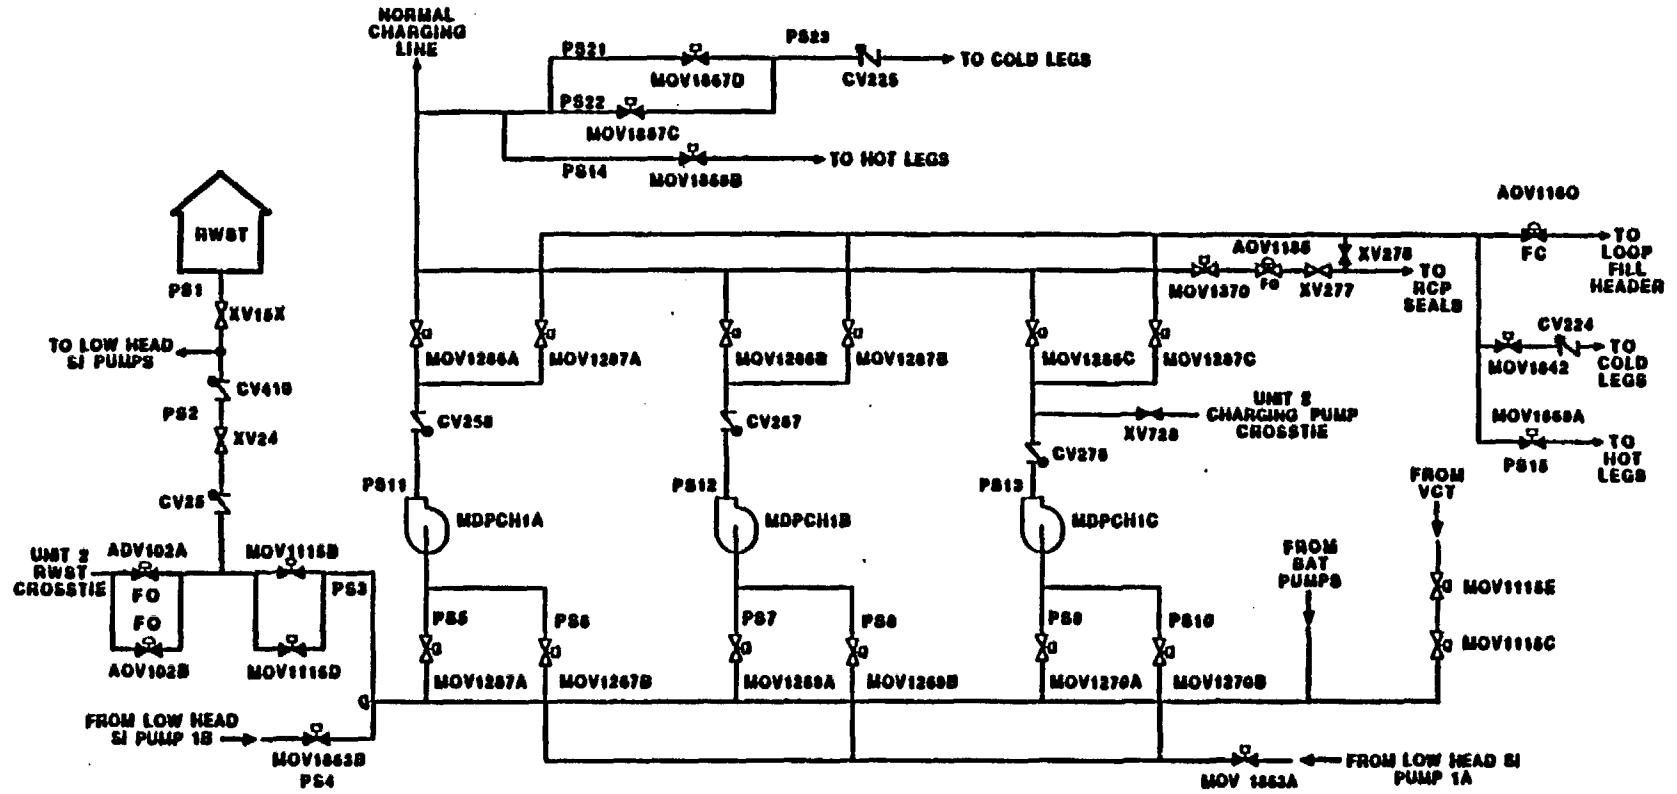 NORMAL
CHARGING
LINE
PS21
MOV1867D
PS23
CV225
TO COLD LEGS
PS22
MOV1867C
PS14
MOV1869B
TO HOT LEGS
RWST
PS1
XV15X
TO LOW HEAD
SI PUMPS
CV410
PS2
XV24
CV25
UNIT 2
RWST
CROSSTIE
ADV102A
FO
FO
AOV102B
MOV1115B
PS3
MOV1115D
FROM LOW HEAD
SI PUMP 1B
MOV1863B
PS4
MOV1286A
MOV1287A
MOV1286B
MOV1287B
MOV1286C
MOV1287C
CV258
CV267
CV276
UNIT 2
CHARGING PUMP
CROSSTIE
XV728
PS11
MDPCH1A
PS12
MDPCH1B
PS13
MDPCH1C
PS5
PS6
PS7
PS8
PS9
PS10
MOV1267A
MOV1267B
MOV1269A
MOV1269B
MOV1270A
MOV1270B
MOV 1863A
FROM LOW HEAD SI
PUMP 1A
FROM
BAT
PUMPS
FROM
VCT
MOV1115E
MOV1115C
MOV1370
AOV1186
FO
XV277
XV278
TO
RCP
SEALS
AOV1160
FC
TO
LOOP
FILL
HEADER
MOV1842
CV224
TO
COLD
LEGS
MOV1869A
PS15
TO
HOT
LEGS